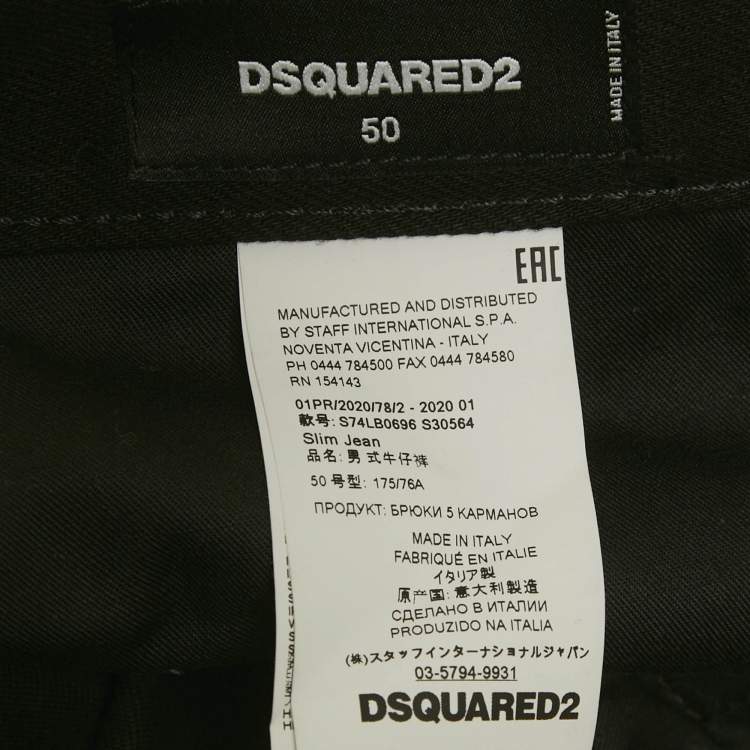 DSQUARED2
50
MADE IN ITALY
EAC
MANUFACTURED AND DISTRIBUTED
BY STAFF INTERNATIONAL S.P.A.
NOVENTA VICENTINA - ITALY
PH 0444 784500 FAX 0444 784580
RN 154143
01PR/2020/78/2 - 2020 01
款号: S74LB0696 S30564
Slim Jean
品名: 男 式牛仔裤
50 号型: 175/76A
ПРОДУКТ: БРЮКИ 5 КАРМАНОВ
MADE IN ITALY
FABRIQUÉ EN ITALIE
イタリア製
原产国: 意大利製造
СДЕЛАНО В ИТАЛИИ
PRODUZIDO NA ITALIA
(株)スタッフインターナショナルジャパン
03-5794-9931
DSQUARED2